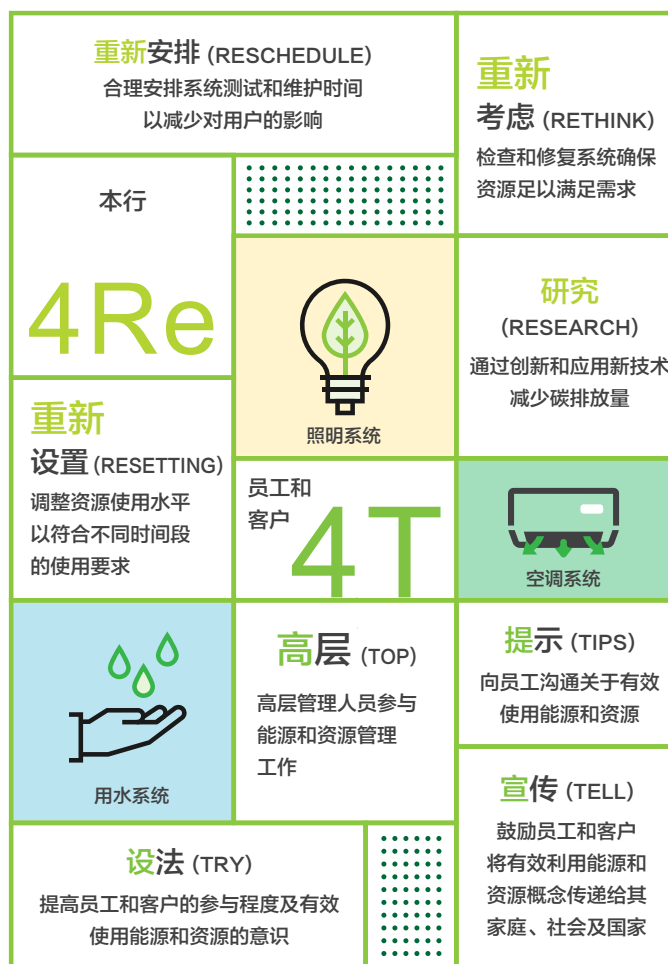 重新安排 (RESCHEDULE)
合理安排系统测试和维护时间
以减少对用户的影响
重新
考虑 (RETHINK)
检查和修复系统确保
资源足以满足需求
本行
4Re
照明系统
研究
(RESEARCH)
通过创新和应用新技术
减少碳排放量
重新
设置 (RESETTING)
调整资源使用水平
以符合不同时间段
的使用要求
员工和
客户
4T
空调系统
用水系统
高层 (TOP)
高层管理人员参与
能源和资源管理
工作
提示 (TIPS)
向员工沟通关于有效
使用能源和资源
宣传 (TELL)
鼓励员工和客户
将有效利用能源和
资源概念传递给其
家庭、社会及国家
设法 (TRY)
提高员工和客户的参与程度及有效
使用能源和资源的意识